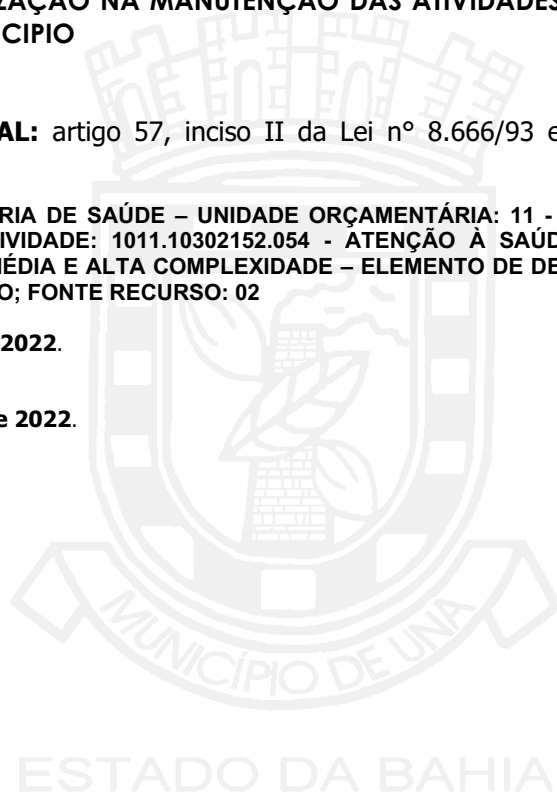 ZAÇÃO NA MANUTENÇÃO DAS ATIVIDADES
CIPIO
AL: artigo 57, inciso II da Lei nº 8.666/93 e
RIA DE SAÚDE – UNIDADE ORÇAMENTÁRIA: 11 -
IVIDADE: 1011.10302152.054 - ATENÇÃO À SAÚD
MÉDIA E ALTA COMPLEXIDADE – ELEMENTO DE DE
O; FONTE RECURSO: 02
2022.
e 2022.
MUNICÍPIO DE UNA
ESTADO DA BAHIA